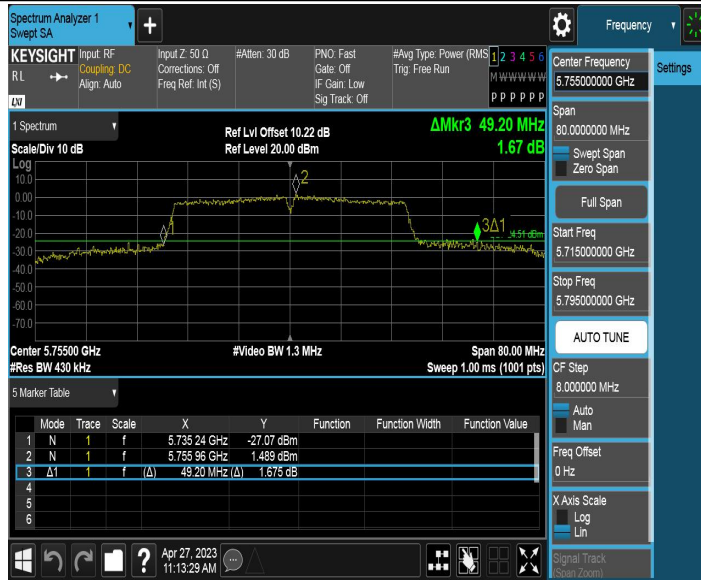 Spectrum Analyzer 1
Swept SA
+
Frequency
KEYSIGHT
RL
LXI
Input: RF
Coupling: DC
Align: Auto
Input Z: 50 Ω
Corrections: Off
Freq Ref: Int (S)
#Atten: 30 dB
PNO: Fast
Gate: Off
IF Gain: Low
Sig Track: Off
#Avg Type: Power (RMS
Trig: Free Run
1 2 3 4 5 6
M W W W W W
P P P P P P
1 Spectrum
Scale/Div 10 dB
Ref Lvl Offset 10.22 dB
Ref Level 20.00 dBm
ΔMkr3 49.20 MHz
1.67 dB
Log
10.0
0.00
-10.0
-20.0
-30.0
-40.0
-50.0
-60.0
-70.0
1
2
3Δ1
Center 5.75500 GHz
#Res BW 430 kHz
#Video BW 1.3 MHz
Span 80.00 MHz
Sweep 1.00 ms (1001 pts)
5 Marker Table
Mode Trace Scale X Y Function Function Width Function Value
1 N 1 f 5.735 24 GHz -27.07 dBm
2 N 1 f 5.755 96 GHz 1.489 dBm
3 Δ1 1 f (Δ) 49.20 MHz (Δ) 1.675 dB
4
5
6
Apr 27, 2023
11:13:29 AM
Center Frequency
5.755000000 GHz
Settings
Span
80.0000000 MHz
Swept Span
Zero Span
Full Span
Start Freq
5.715000000 GHz
Stop Freq
5.795000000 GHz
AUTO TUNE
CF Step
8.000000 MHz
Auto
Man
Freq Offset
0 Hz
X Axis Scale
Log
Lin
Signal Track
(Span Zoom)